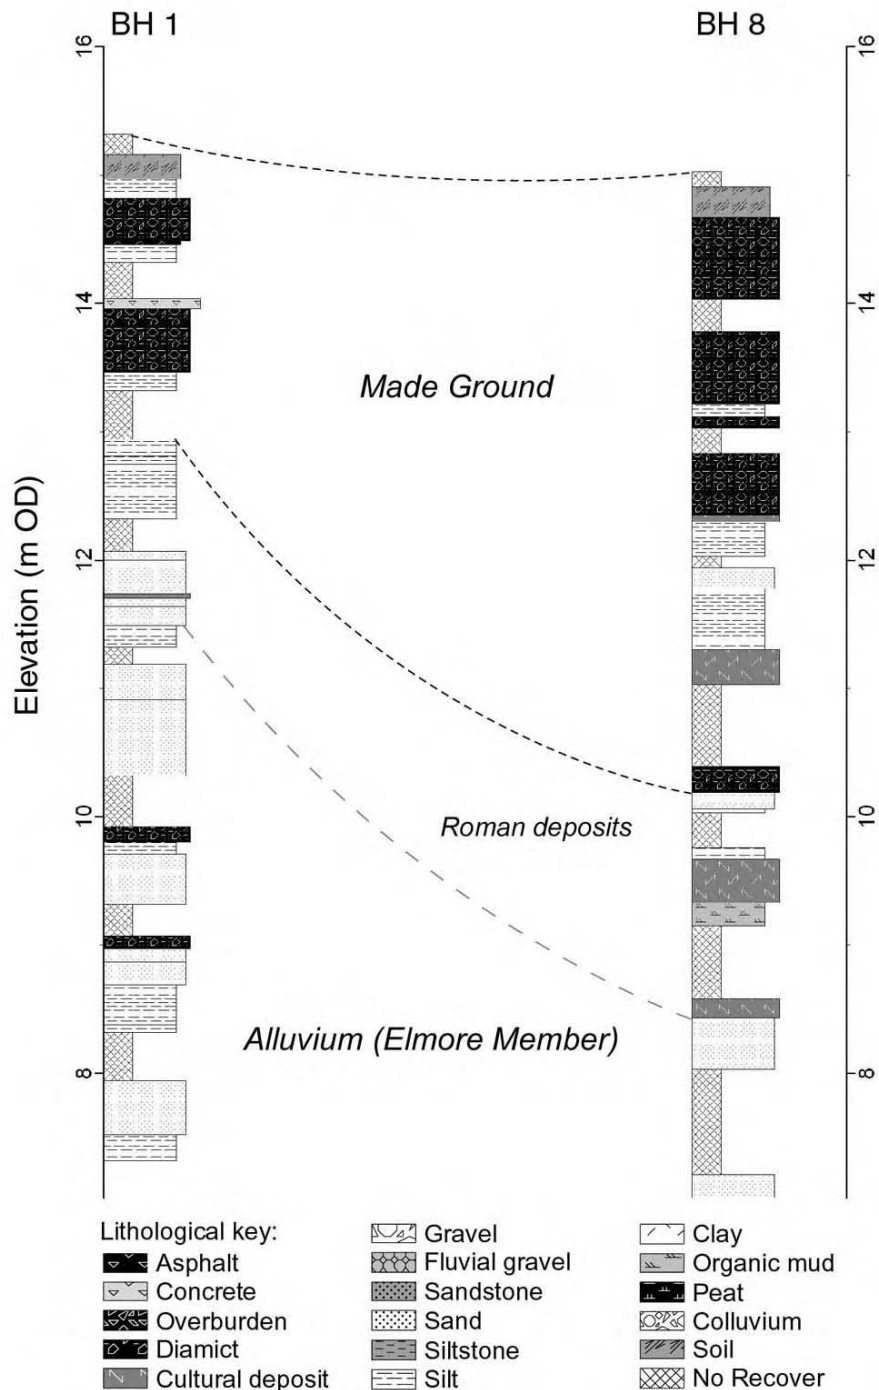 BH 1
BH 8
16
16
14
14
Made Ground
Elevation (m OD)
12
12
10
10
Roman deposits
8
8
Alluvium (Elmore Member)
Lithological key:
Asphalt
Concrete
Overburden
Diamict
Cultural deposit
Gravel
Fluvial gravel
Sandstone
Sand
Siltstone
Silt
Clay
Organic mud
Peat
Colluvium
Soil
No Recover